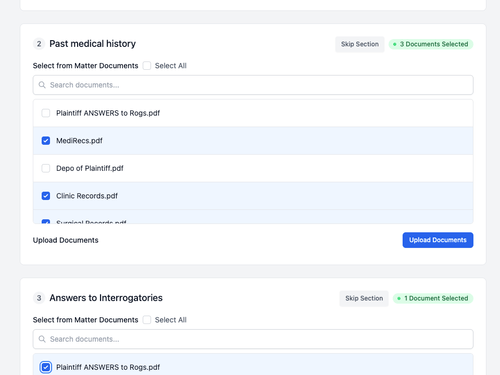 2 Past medical history Skip Section 3 Documents Selected
Select from Matter Documents Select All
Search documents...
Plaintiff ANSWERS to Rogs.pdf
MediRecs.pdf
Depo of Plaintiff.pdf
Clinic Records.pdf
Surgical Records.pdf
Upload Documents Upload Documents
3 Answers to Interrogatories Skip Section 1 Document Selected
Select from Matter Documents Select All
Search documents...
Plaintiff ANSWERS to Rogs.pdf